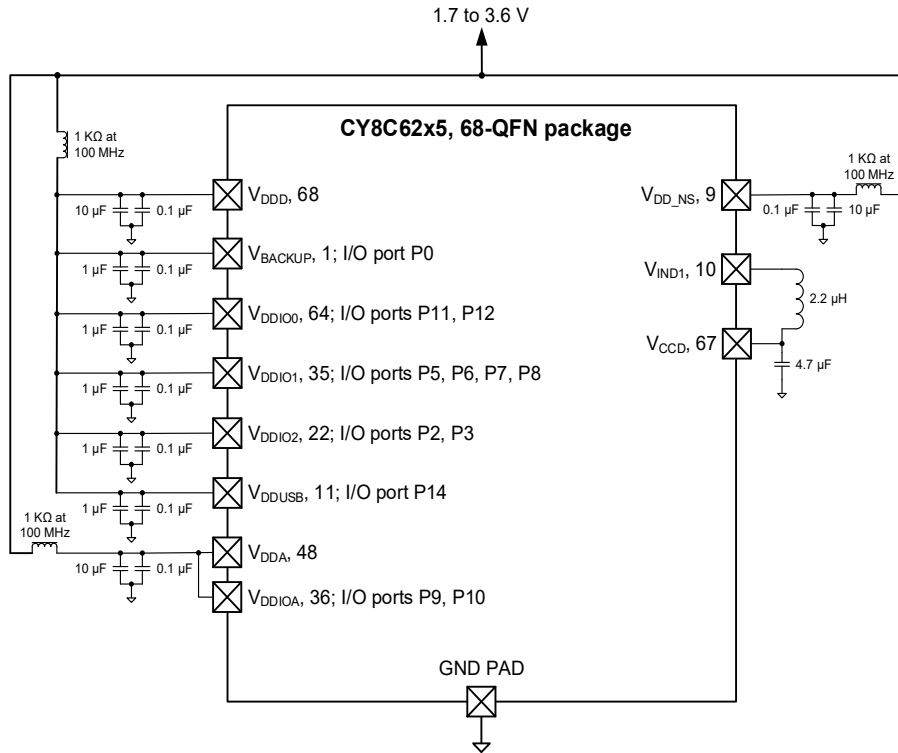 1.7 to 3.6 V
CY8C62x5, 68-QFN package
1 KΩ at
100 MHz
1 KΩ at
100 MHz
10 µF
0.1 µF
VDDD, 68
VDD_NS, 9
0.1 µF
10 µF
1 µF
0.1 µF
VBACKUP, 1; I/O port P0
VIND1, 10
2.2 µH
1 µF
0.1 µF
VDDIO0, 64; I/O ports P11, P12
VCCD, 67
4.7 µF
1 µF
0.1 µF
VDDIO1, 35; I/O ports P5, P6, P7, P8
1 µF
0.1 µF
VDDIO2, 22; I/O ports P2, P3
1 µF
0.1 µF
VDDUSB, 11; I/O port P14
1 KΩ at
100 MHz
10 µF
0.1 µF
VDDA, 48
VDDIOA, 36; I/O ports P9, P10
GND PAD